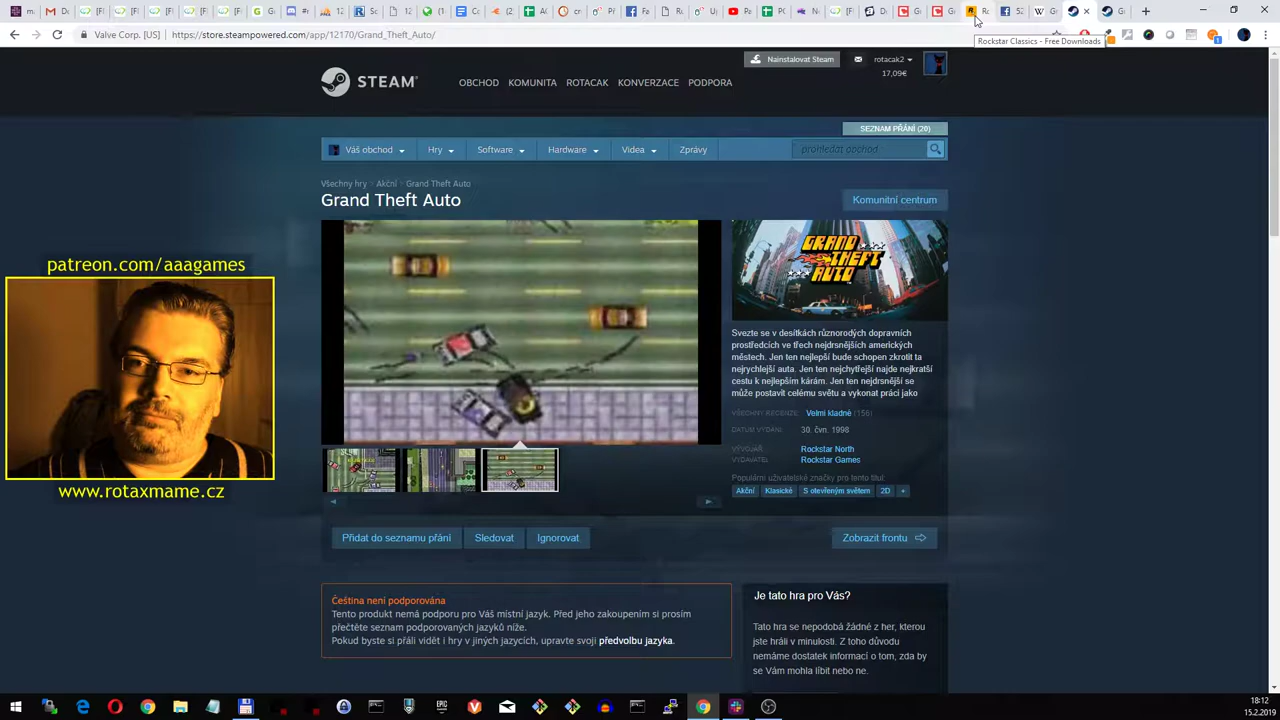 Rockstar Classics - Free Downloads
Valve Corp. [US]
https://store.steampowered.com/app/12170/Grand_Theft_Auto/
STEAM
OBCHOD
KOMUNITA
ROTACAK
KONVERZACE
PODPORA
Nainstalovat Steam
rotacak2
17,09€
SEZNAM PŘÁNÍ (20)
Váš obchod
Hry
Software
Hardware
Videa
Zprávy
prohledat obchod
Všechny hry
Akční
Grand Theft Auto
Grand Theft Auto
Komunitní centrum
GRAND
THEFT
AUTO
Svezte se v desítkách různorodých dopravních
prostředcích ve třech nejdrsnějších amerických
městech. Jen ten nejlepší bude schopen zkrotit ta
nejrychlejší auta. Jen ten nejchytřejší najde nejkratší
cestu k nejlepším kárám. Jen ten nejdrsnější se
může postavit celému světu a vykonat práci jako
VŠECHNY RECENZE:
Velmi kladné (156)
DATUM VYDÁNÍ:
30. čvn. 1998
VÝVOJÁŘ:
Rockstar North
VYDAVATEL:
Rockstar Games
Populární uživatelské značky pro tento titul:
Akční
Klasické
S otevřeným světem
2D
+
Přidat do seznamu přání
Sledovat
Ignorovat
Zobrazit frontu
Čeština není podporována
Tento produkt nemá podporu pro Váš místní jazyk. Před jeho zakoupením si prosím
přečtěte seznam podporovaných jazyků níže.
Pokud byste si přáli vidět i hry v jiných jazycích, upravte svoji předvolbu jazyka.
Je tato hra pro Vás?
Tato hra se nepodobá žádné z her, kterou
jste hráli v minulosti. Z toho důvodu
nemáme dostatek informací o tom, zda by
se Vám mohla líbit nebo ne.
patreon.com/aaagames
www.rotaxmame.cz
18:12
15.2.2019